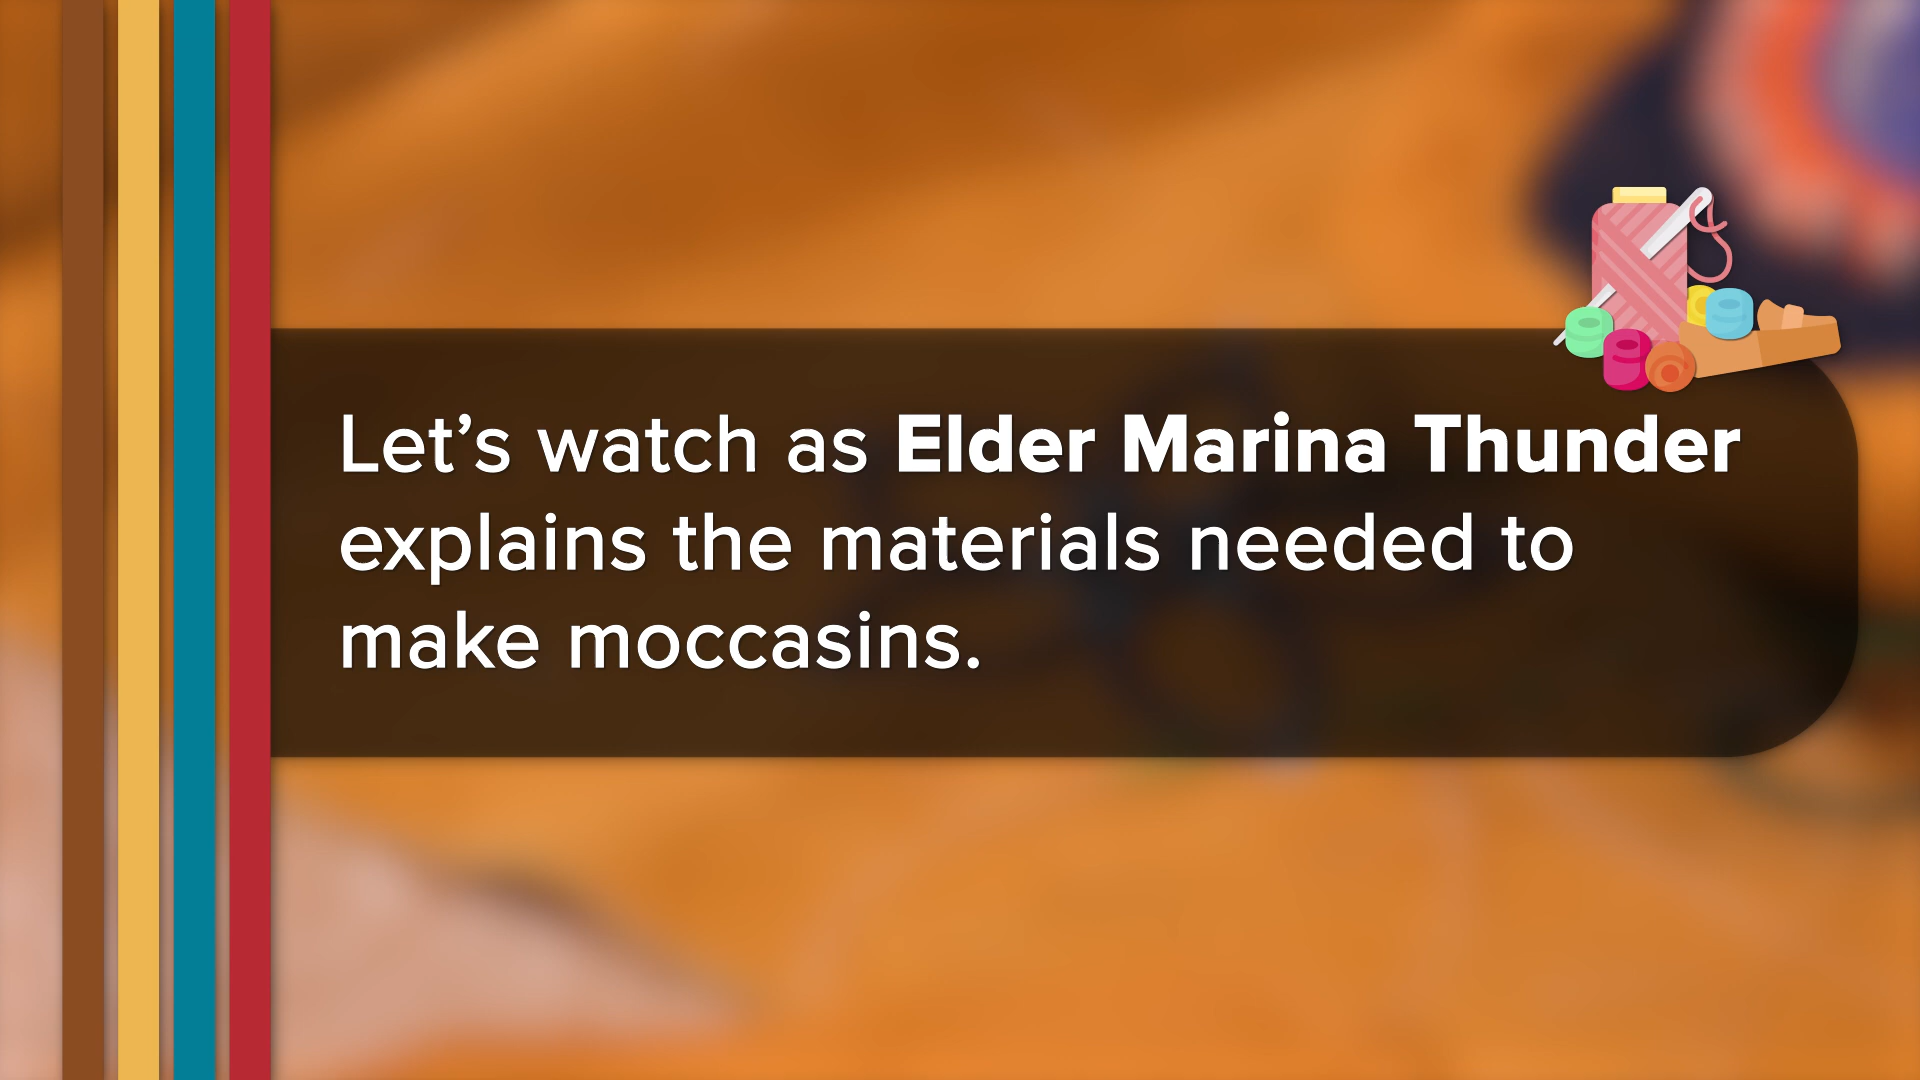 Let’s watch as Elder Marina Thunder
explains the materials needed to
make moccasins.